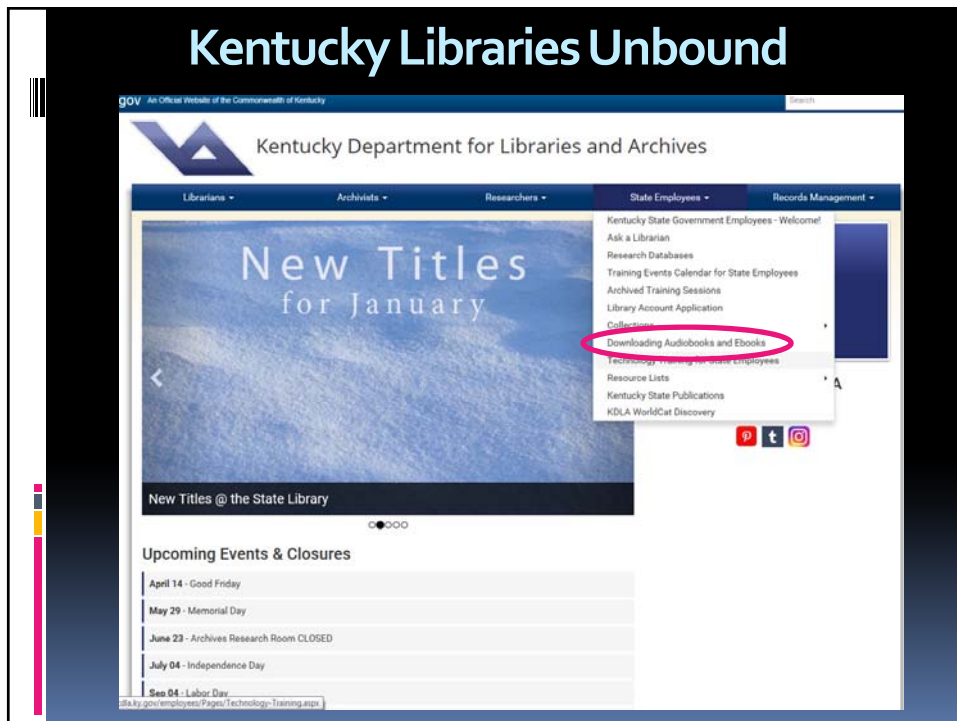 Kentucky Libraries Unbound
gov An Official Website of the Commonwealth of Kentucky
Search
Kentucky Department for Libraries and Archives
Librarians
Archivists
Researchers
State Employees
Records Management
Kentucky State Government Employees - Welcome!
Ask a Librarian
Research Databases
Training Events Calendar for State Employees
Archived Training Sessions
Library Account Application
Collections
Downloading Audiobooks and Ebooks
Technology Training for State Employees
Resource Lists
Kentucky State Publications
KDLA WorldCat Discovery
A
New Titles
for January
New Titles @ the State Library
Upcoming Events & Closures
April 14 - Good Friday
May 29 - Memorial Day
June 23 - Archives Research Room CLOSED
July 04 - Independence Day
Sep 04 - Labor Day
dla.ky.gov/employees/Pages/Technology-Training.aspx